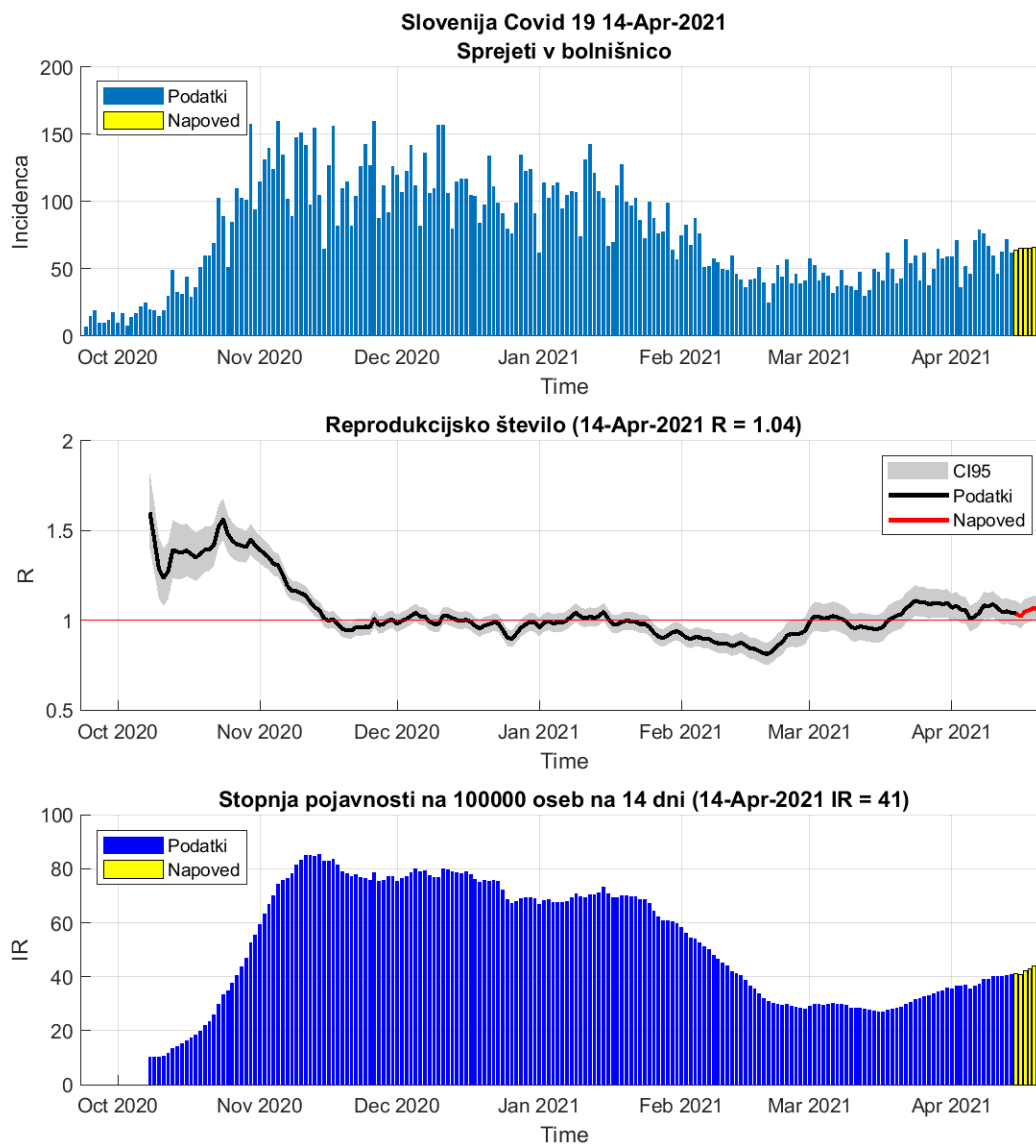 Slovenija Covid 19 14-Apr-2021
Sprejeti v bolnišnico
200
150
100
50
0
Incidenca
Podatki
Napoved
Oct 2020 Nov 2020 Dec 2020 Jan 2021 Feb 2021 Mar 2021 Apr 2021
Time
Reprodukcijsko število (14-Apr-2021 R = 1.04)
2
1.5
1
0.5
R
CI95
Podatki
Napoved
Oct 2020 Nov 2020 Dec 2020 Jan 2021 Feb 2021 Mar 2021 Apr 2021
Time
Stopnja pojavnosti na 100000 oseb na 14 dni (14-Apr-2021 IR = 41)
100
80
60
40
20
0
IR
Podatki
Napoved
Oct 2020 Nov 2020 Dec 2020 Jan 2021 Feb 2021 Mar 2021 Apr 2021
Time